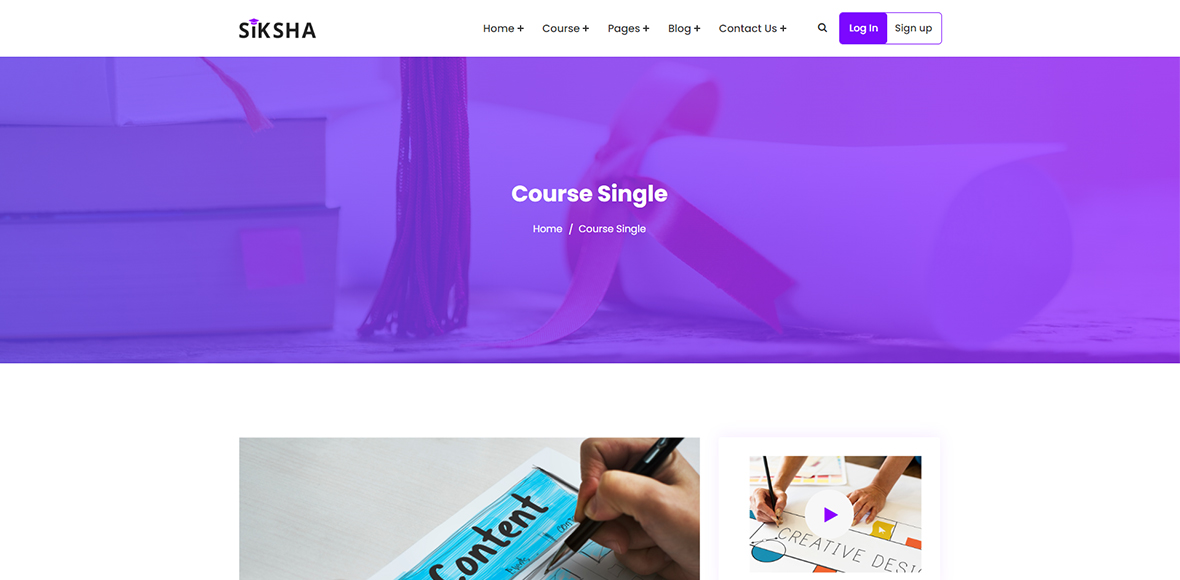 SiKSHA
Home + Course + Pages + Blog + Contact Us + Log In Sign up
Course Single
Home / Course Single
Content
CREATIVE DESI